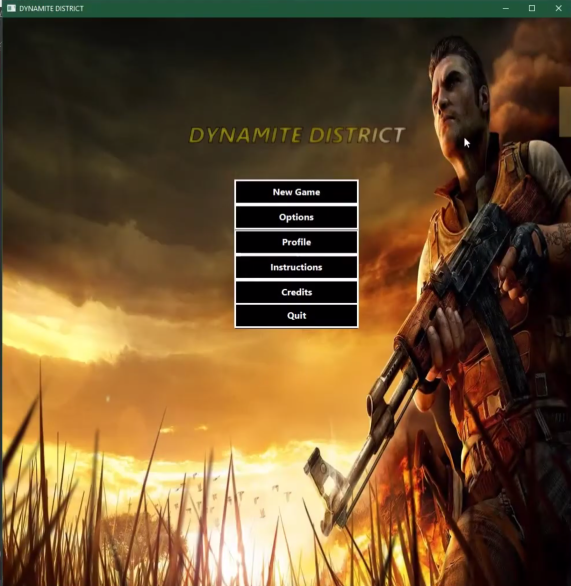 DYNAMITE DISTRICT
DYNAMITE DISTRICT
New Game
Options
Profile
Instructions
Credits
Quit